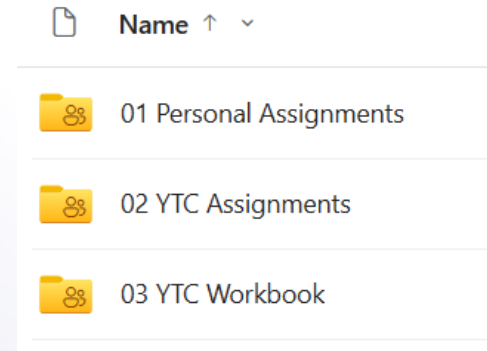 Name
01 Personal Assignments
02 YTC Assignments
03 YTC Workbook